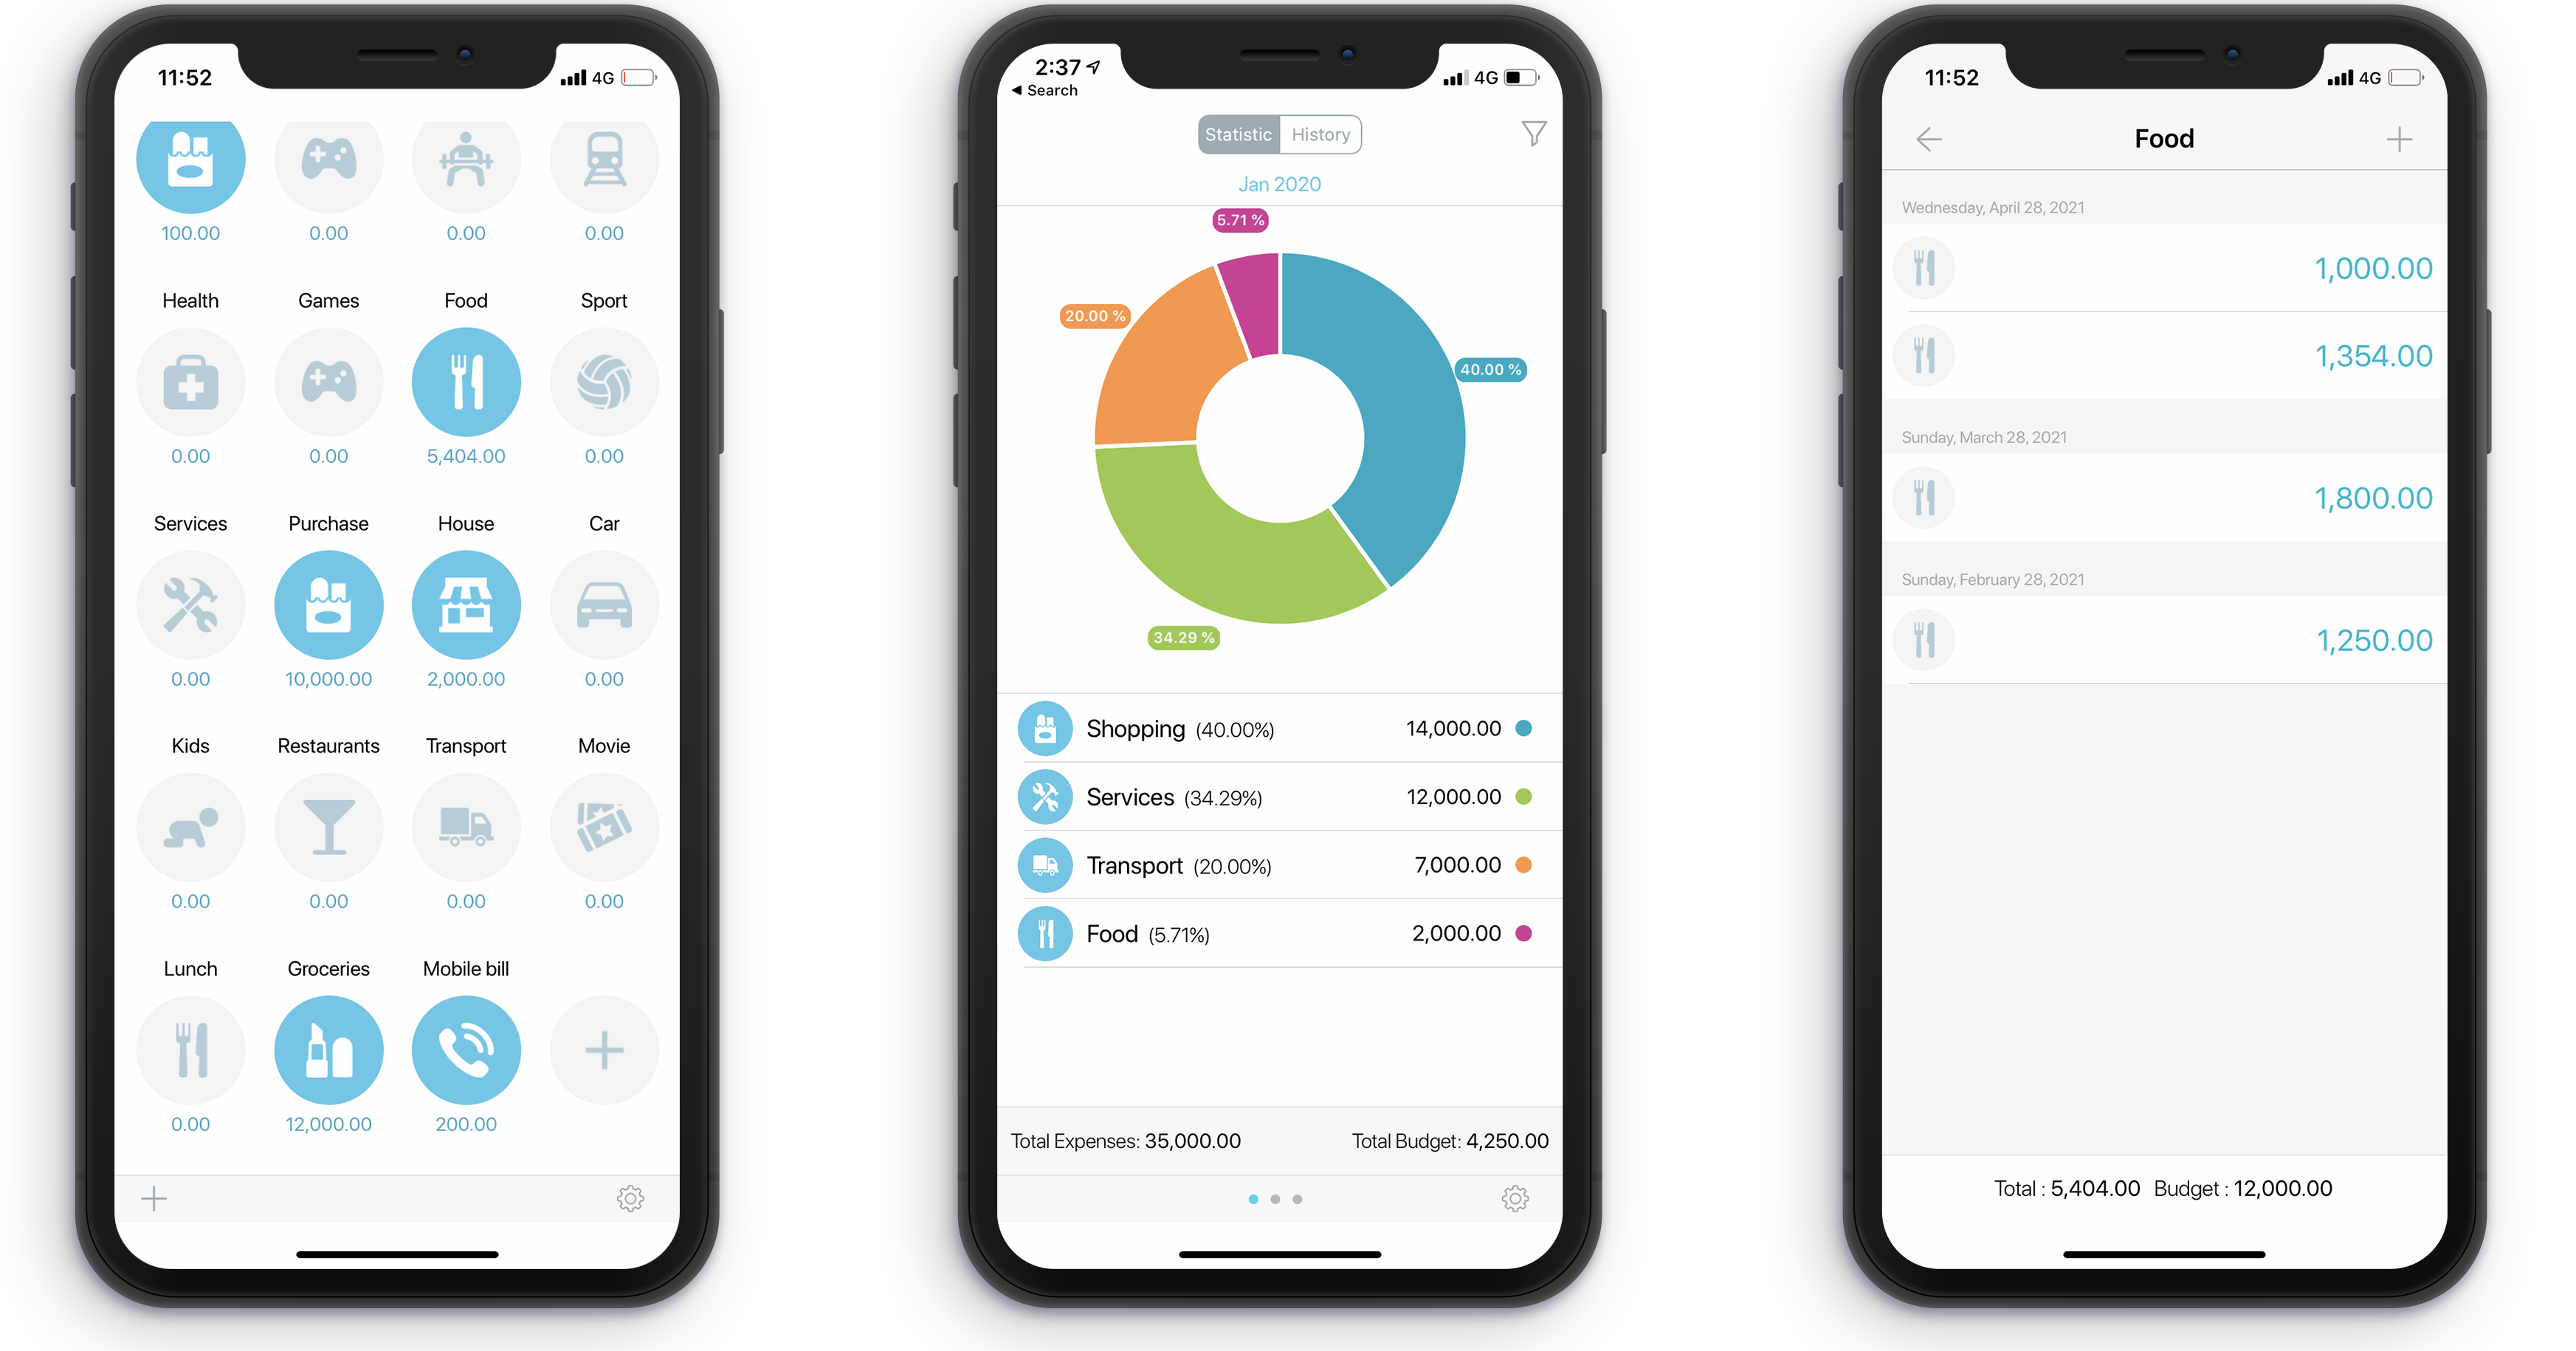 11:52
4G
100.00 0.00 0.00 0.00
Health Games Food Sport
0.00 0.00 5,404.00 0.00
Services Purchase House Car
0.00 10,000.00 2,000.00 0.00
Kids Restaurants Transport Movie
0.00 0.00 0.00 0.00
Lunch Groceries Mobile bill
0.00 12,000.00 200.00
2:37
4G
Search
Statistic History
Jan 2020
5.71 %
20.00 %
40.00 %
34.29 %
Shopping (40.00%) 14,000.00
Services (34.29%) 12,000.00
Transport (20.00%) 7,000.00
Food (5.71%) 2,000.00
Total Expenses: 35,000.00 Total Budget: 4,250.00
11:52
4G
Food
Wednesday, April 28, 2021
1,000.00
1,354.00
Sunday, March 28, 2021
1,800.00
Sunday, February 28, 2021
1,250.00
Total : 5,404.00 Budget : 12,000.00